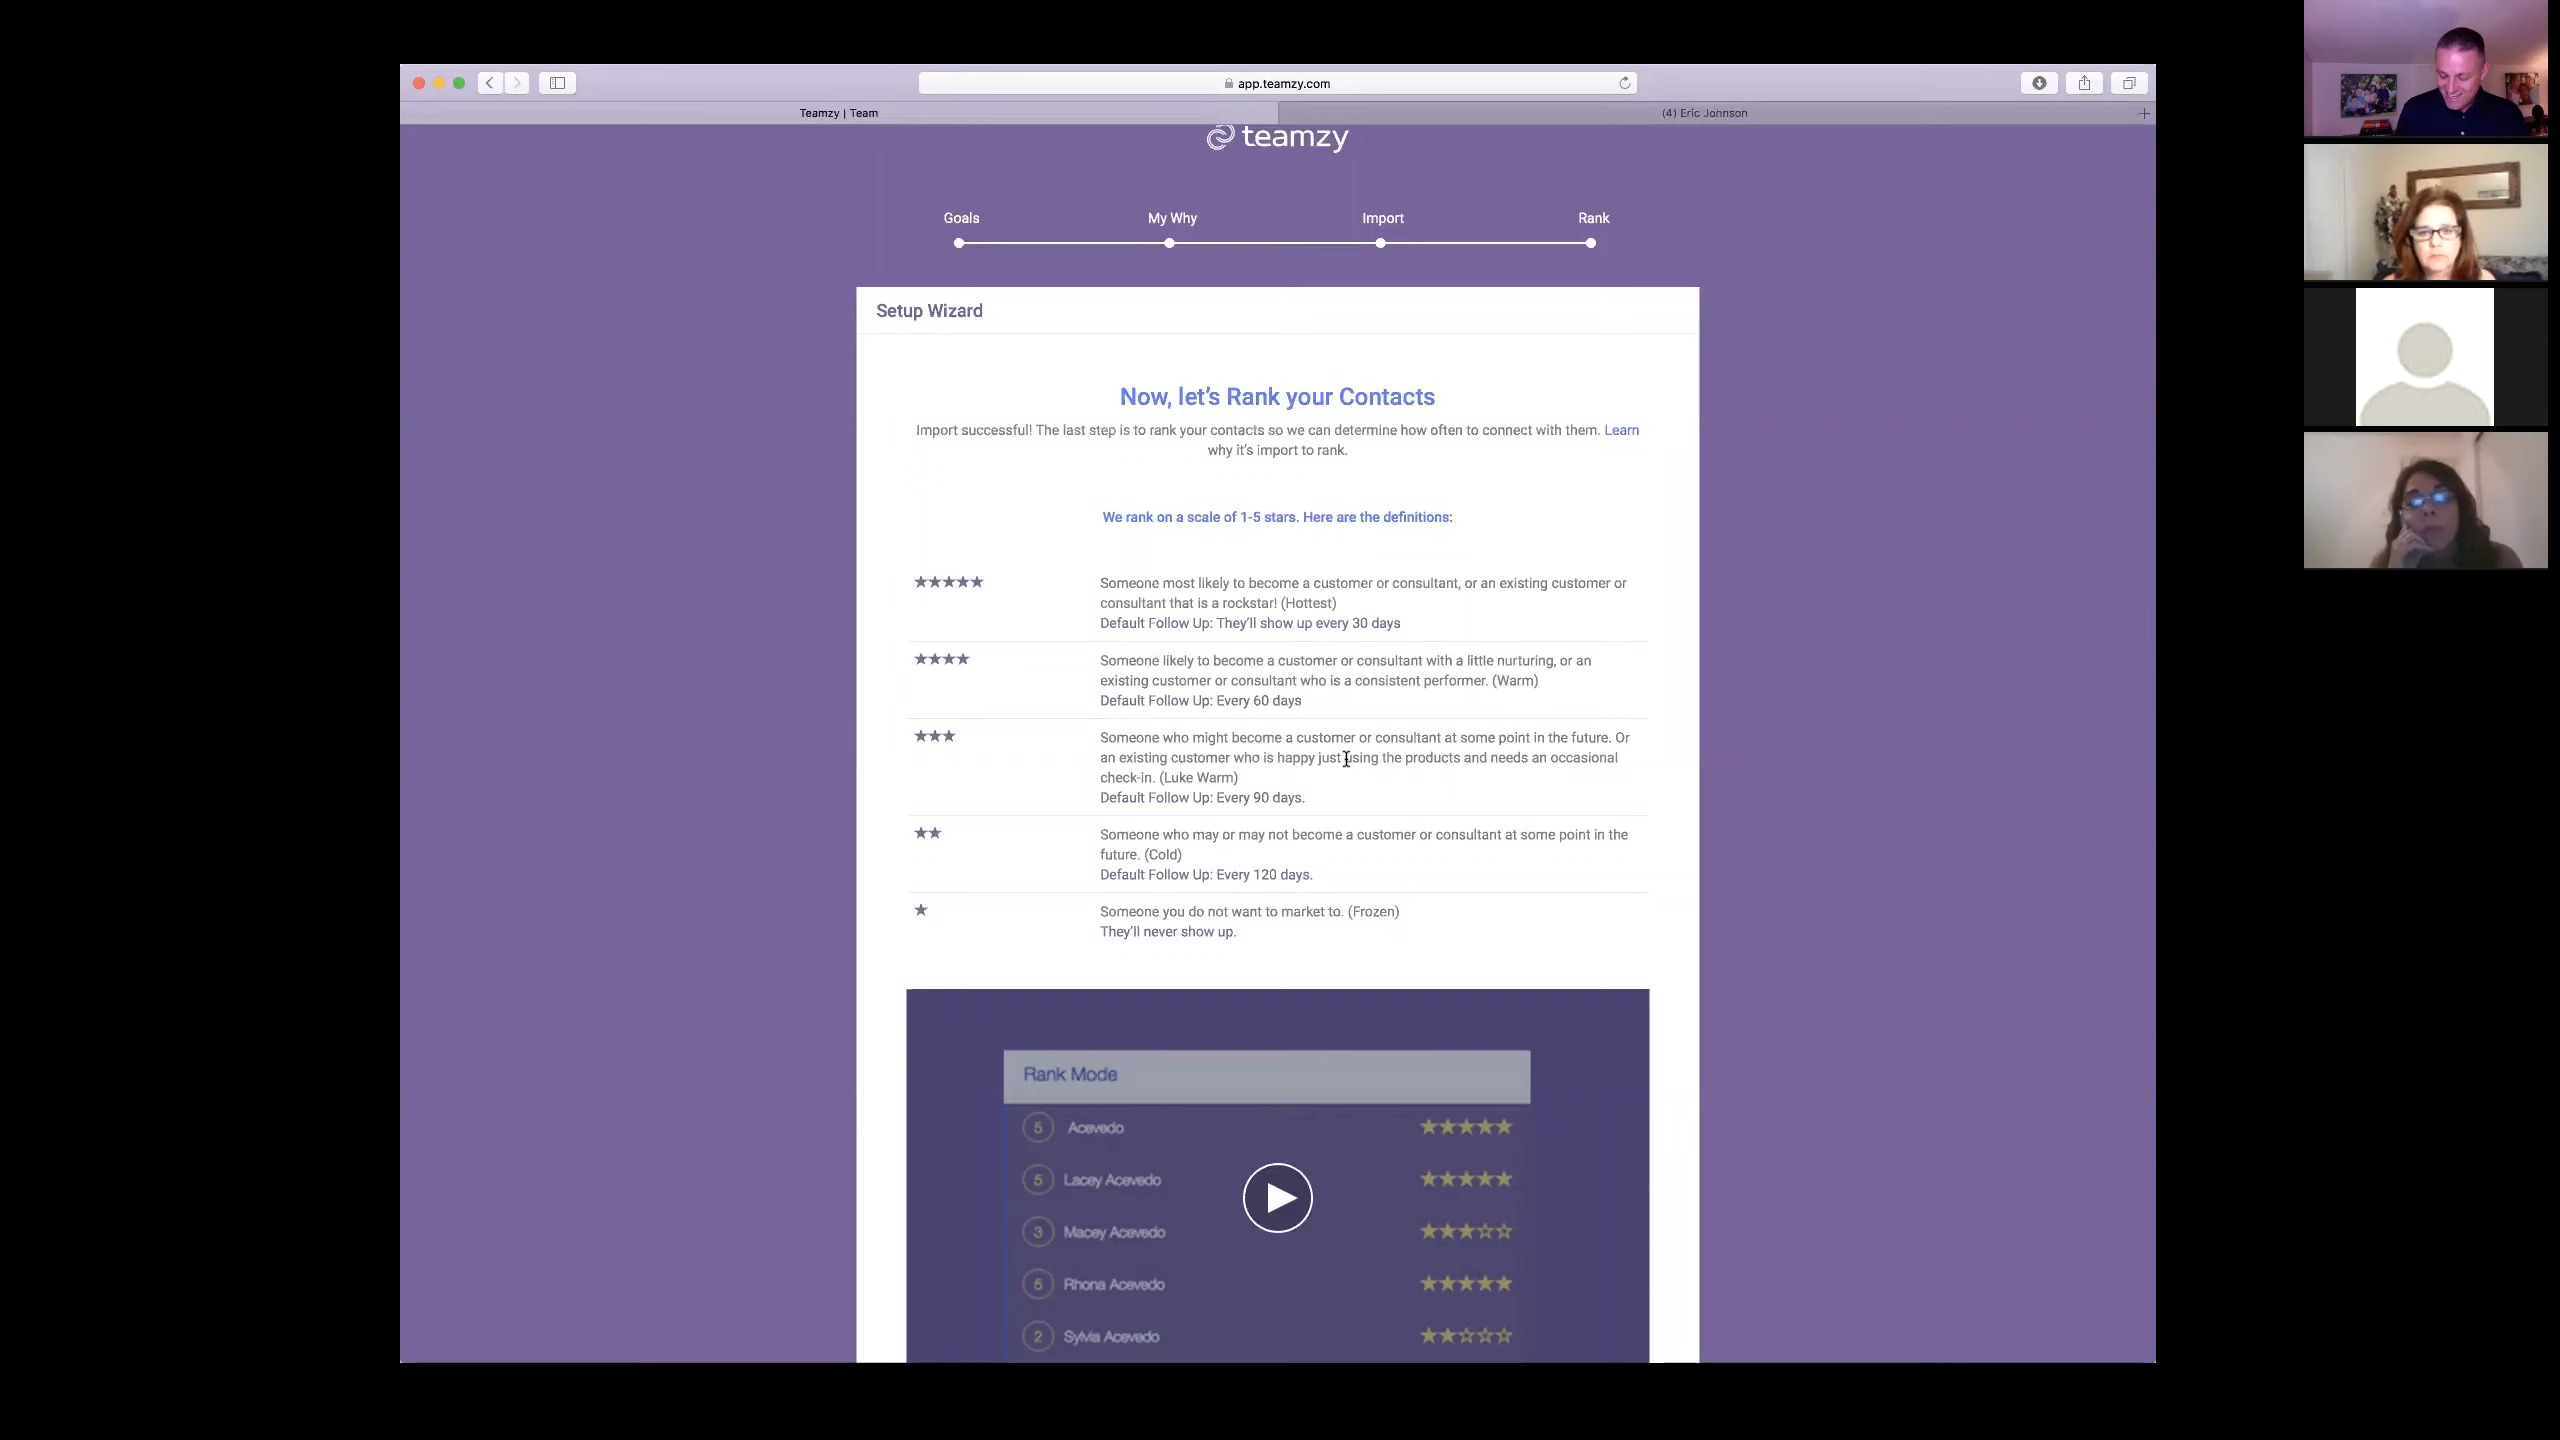 app.teamzy.com
Teamzy | Team
(4) Eric Johnson
teamzy
Goals
My Why
Import
Rank
Setup Wizard
Now, let's Rank your Contacts
Import successful! The last step is to rank your contacts so we can determine how often to connect with them. Learn
why it's import to rank.
We rank on a scale of 1-5 stars. Here are the definitions:
★★★★★
Someone most likely to become a customer or consultant, or an existing customer or
consultant that is a rockstar! (Hottest)
Default Follow Up: They'll show up every 30 days
★★★★
Someone likely to become a customer or consultant with a little nurturing, or an
existing customer or consultant who is a consistent performer. (Warm)
Default Follow Up: Every 60 days
★★★
Someone who might become a customer or consultant at some point in the future. Or
an existing customer who is happy just using the products and needs an occasional
check-in. (Luke Warm)
Default Follow Up: Every 90 days.
★★
Someone who may or may not become a customer or consultant at some point in the
future. (Cold)
Default Follow Up: Every 120 days.
★
Someone you do not want to market to. (Frozen)
They'll never show up.
Rank Mode
5 Acevedo ★★★★★
5 Lacey Acevedo ★★★★★
3 Macey Acevedo ★★★☆☆
5 Rhona Acevedo ★★★★★
2 Sylvia Acevedo ★★☆☆☆